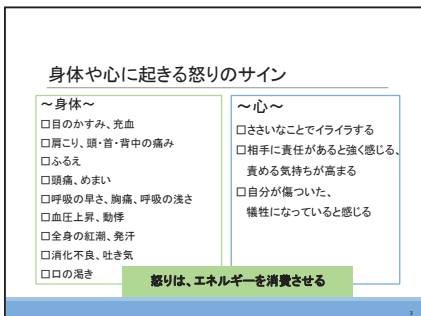 身体や心に起きる怒りのサイン
～身体～
□目のかすみ、充血
□肩こり、頭・首・背中の痛み
□ふるえ
□頭痛、めまい
□呼吸の早さ、胸痛、呼吸の浅さ
□血圧上昇、動悸
□全身の紅潮、発汗
□消化不良、吐き気
□口の渇き
～心～
□ささいなことでイライラする
□相手に責任があると強く感じる、
責める気持ちが高まる
□自分が傷ついた、
犠牲になっていると感じる
怒りは、エネルギーを消費させる